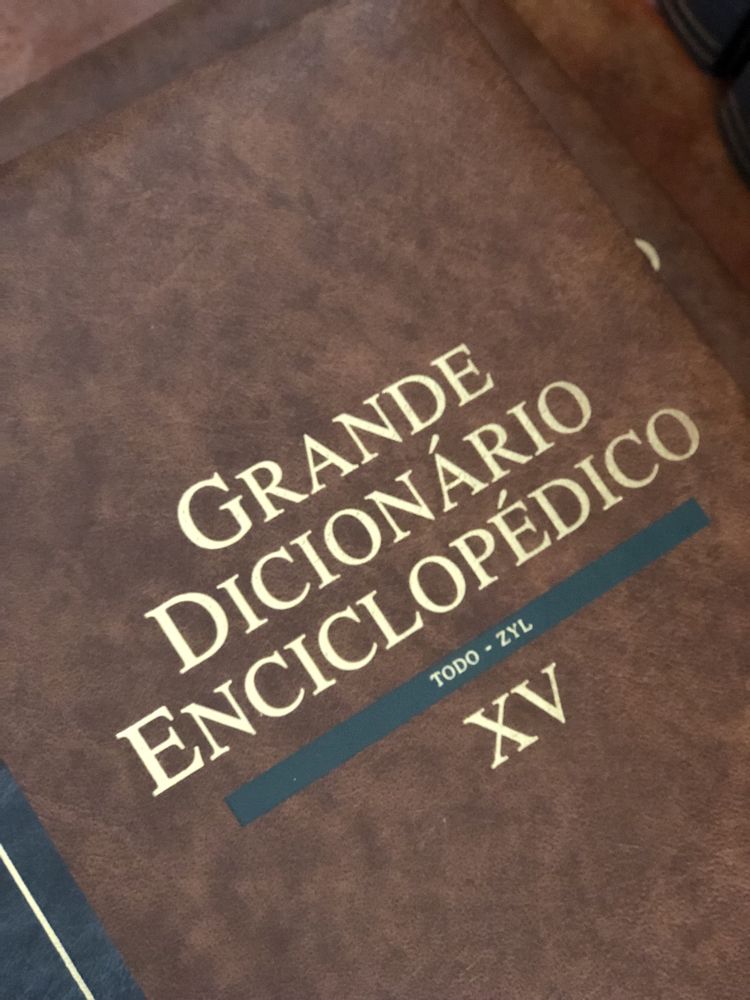 GRANDE
DICIONÁRIO
ENCICLOPÉDICO
TODO - ZYL
XV